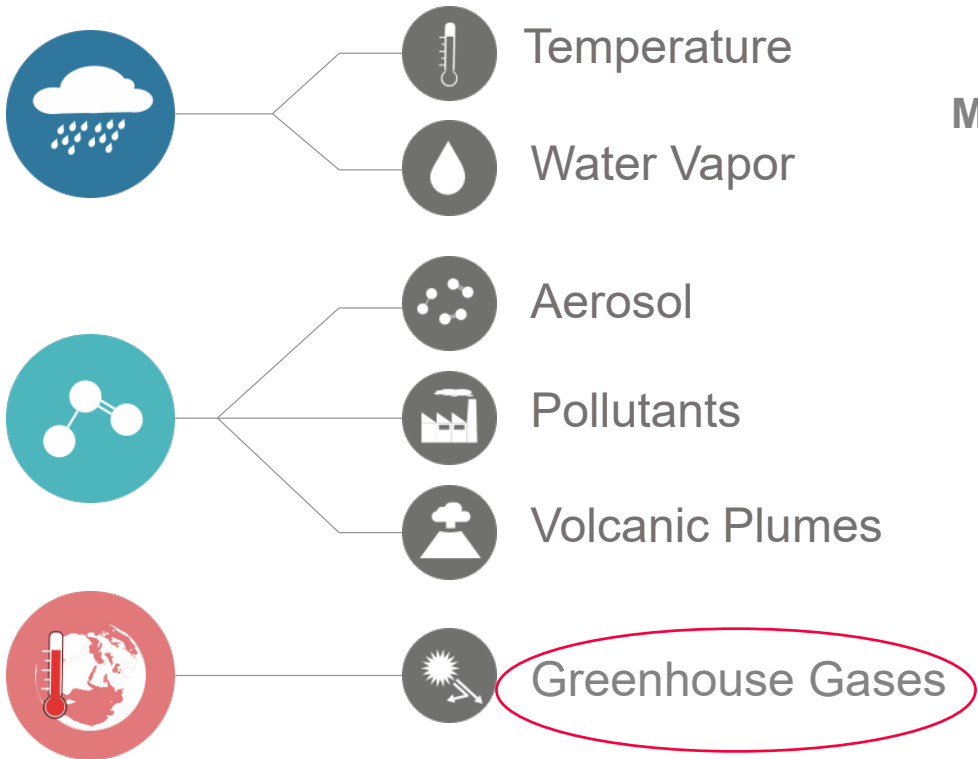 Temperature
M
Water Vapor
Aerosol
Pollutants
Volcanic Plumes
Greenhouse Gases